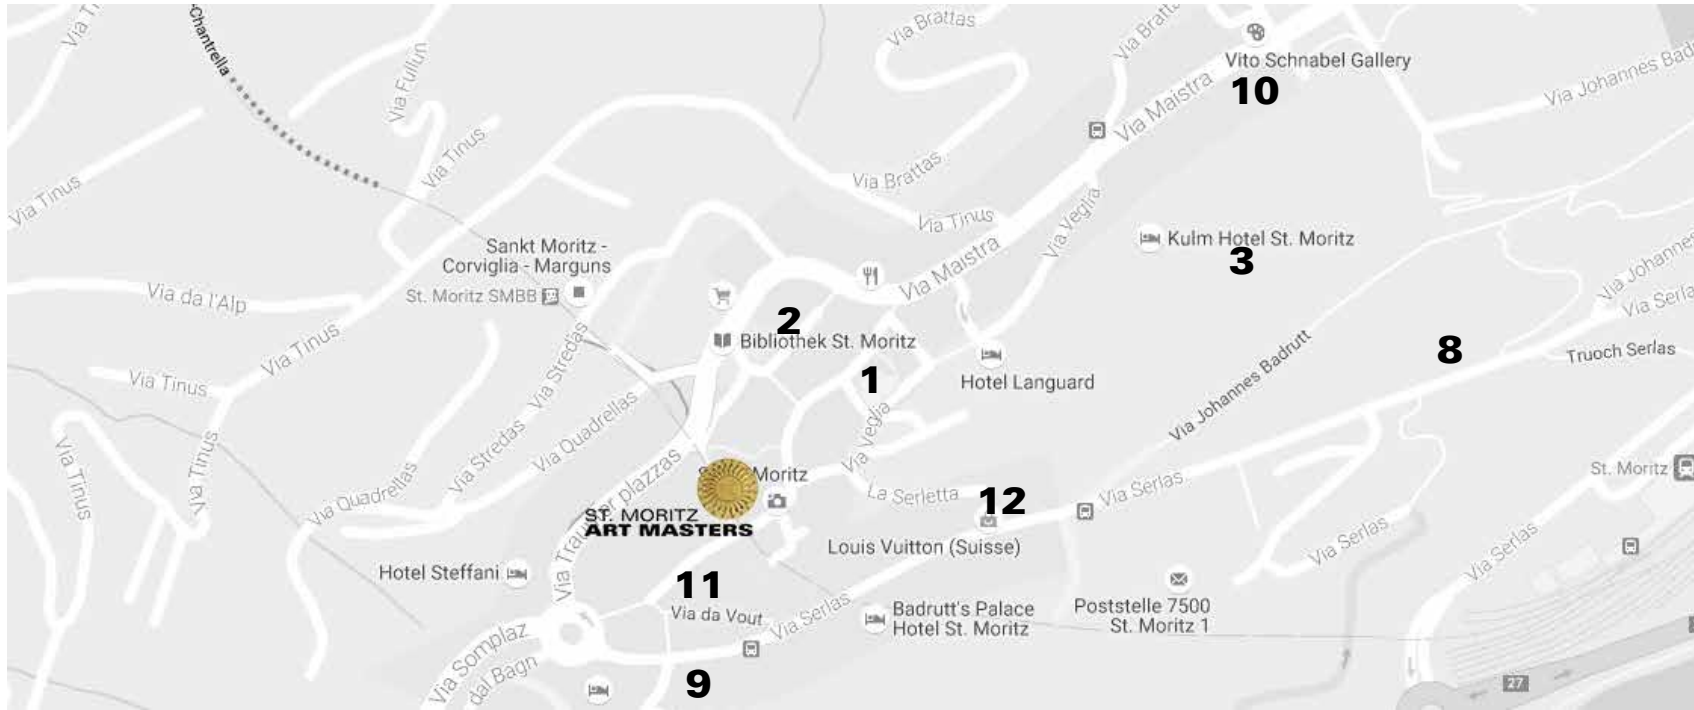 Chantrella
Via Ti
Via Fullun
Via Brattas
Via Bratta
Vito Schnabel Gallery
10
Via Maistra
Via Johannes Bad
Via Tinus
Via Tinus
Via Brattas
Via Tinus
Via Veglia
Kulm Hotel St. Moritz
3
Sankt Moritz -
Corviglia - Marguns
St. Moritz SMBB
Via Maistra
Via Johannes
Via Serla
Via da l'Alp
2
Bibliothek St. Moritz
Via Tinus
Via Stredas
1
Hotel Languard
Via Johannes Badrutt
8
Truoch Serlas
Via Tinus
Via Quadrellas
Via Veglia
Via Tinus
Via Tinus
Via Stredas
Via Quadrellas
Moritz
ST. MORITZ
ART MASTERS
La Serletta
12
Via Serlas
St. Moritz
Louis Vuitton (Suisse)
Via Serlas
Via Serlas
Hotel Steffani
plazzas
11
Via da Vout
Via Serlas
Badrutt's Palace
Hotel St. Moritz
Poststelle 7500
St. Moritz 1
Via Somplaz
dal Bagn
9
27